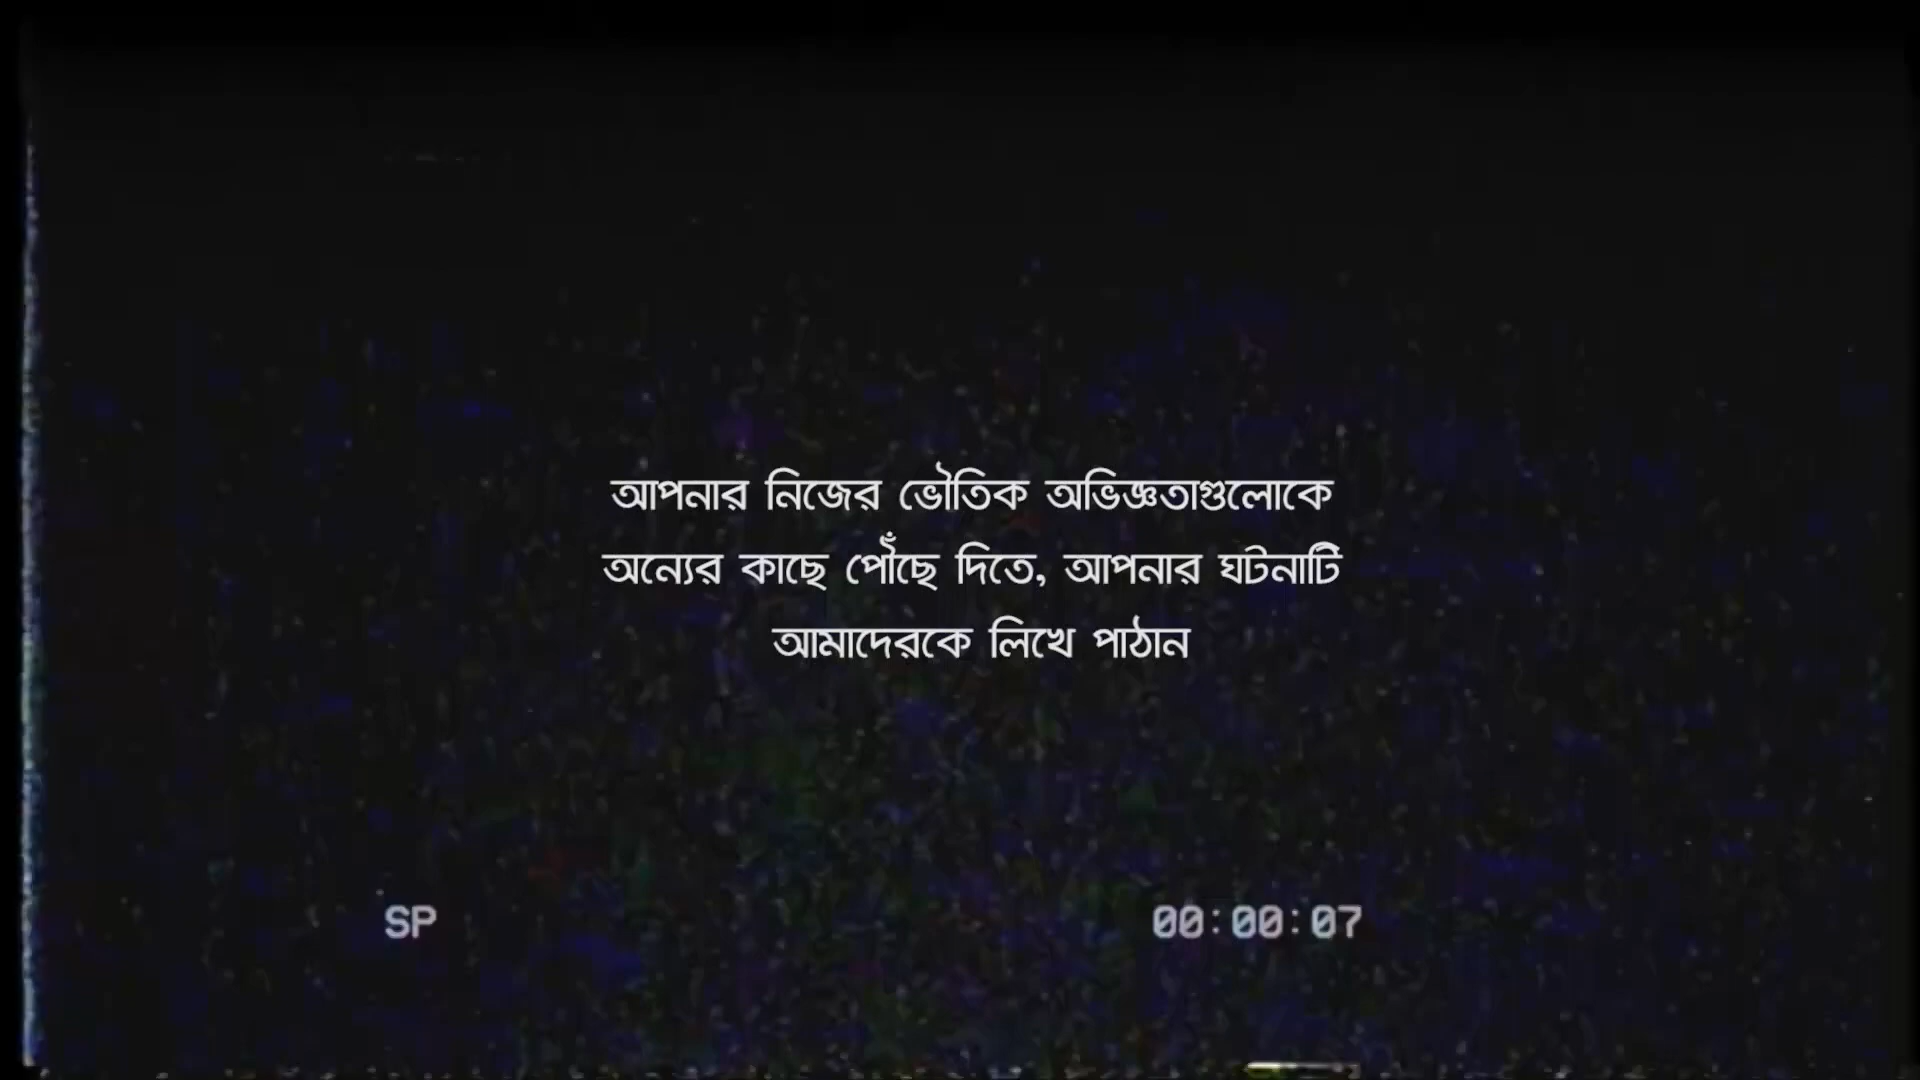 আপনার নিজের ভৌতিক অভিজ্ঞতাগুলোকে
অন্যের কাছে পৌঁছে দিতে, আপনার ঘটনাটি
আমাদেরকে লিখে পাঠান
SP 00:00:07